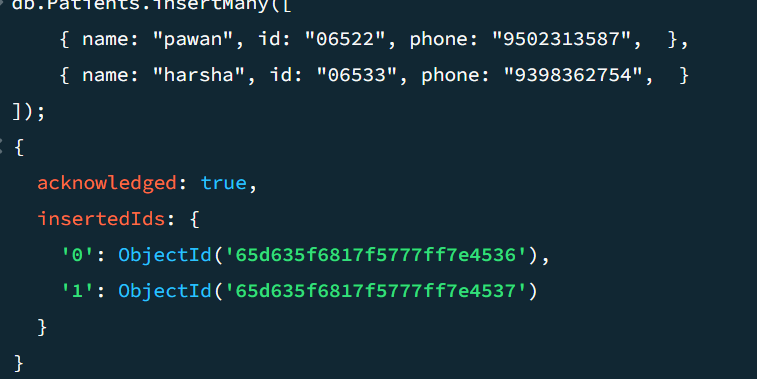 db.Patients.insertMany([
{ name: "pawan", id: "06522", phone: "9502313587",  },
{ name: "harsha", id: "06533", phone: "9398362754",  }
]);
{
acknowledged: true,
insertedIds: {
'0': ObjectId('65d635f6817f5777ff7e4536'),
'1': ObjectId('65d635f6817f5777ff7e4537')
}
}